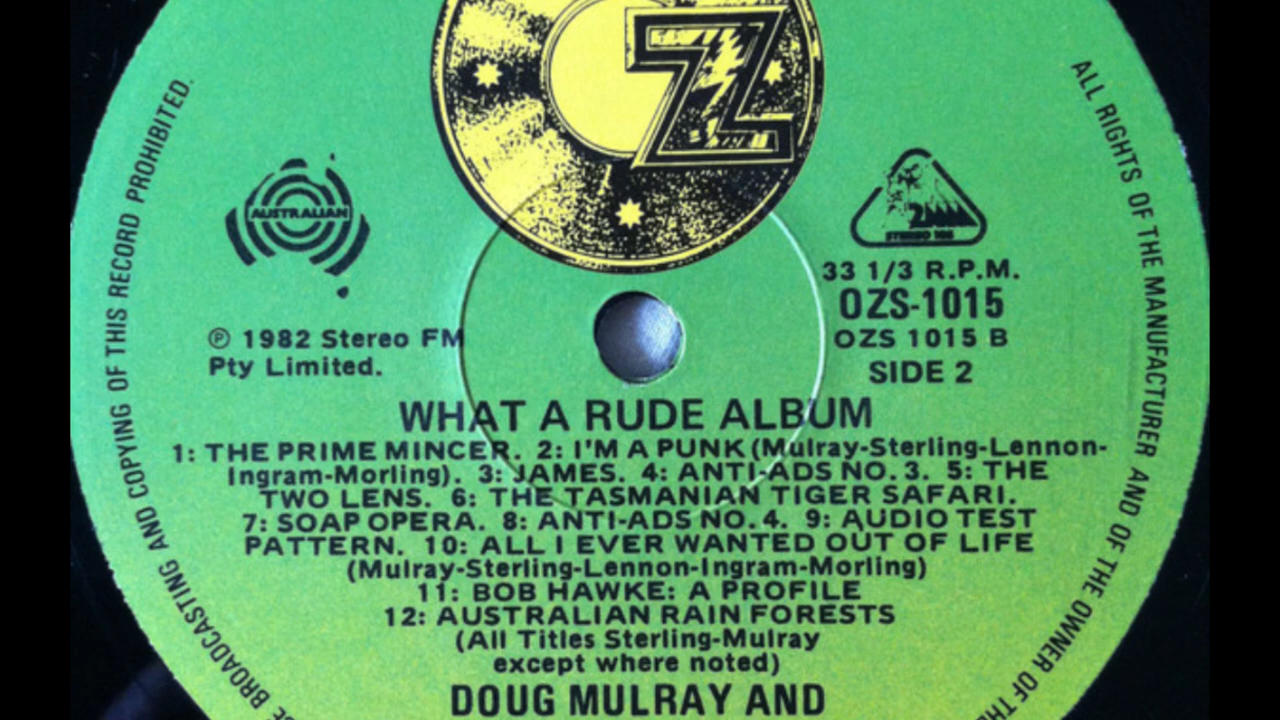 OZ
AUSTRALIAN
2MMM
STEREO
33 1/3 R.P.M.
OZS-1015
OZS 1015 B
SIDE 2
℗ 1982 Stereo FM
Pty Limited.
WHAT A RUDE ALBUM
1: THE PRIME MINCER. 2: I'M A PUNK (Mulray-Sterling-Lennon-
Ingram-Morling). 3: JAMES. 4: ANTI-ADS NO. 3. 5: THE
TWO LENS. 6: THE TASMANIAN TIGER SAFARI.
7: SOAP OPERA. 8: ANTI-ADS NO. 4. 9: AUDIO TEST
PATTERN. 10: ALL I EVER WANTED OUT OF LIFE
(Mulray-Sterling-Lennon-Ingram-Morling)
11: BOB HAWKE: A PROFILE
12: AUSTRALIAN RAIN FORESTS
(All Titles Sterling-Mulray
except where noted)
DOUG MULRAY AND
ALL RIGHTS OF THE MANUFACTURER AND OF THE OWNER OF THE
BROADCASTING AND COPYING OF THIS RECORD PROHIBITED.